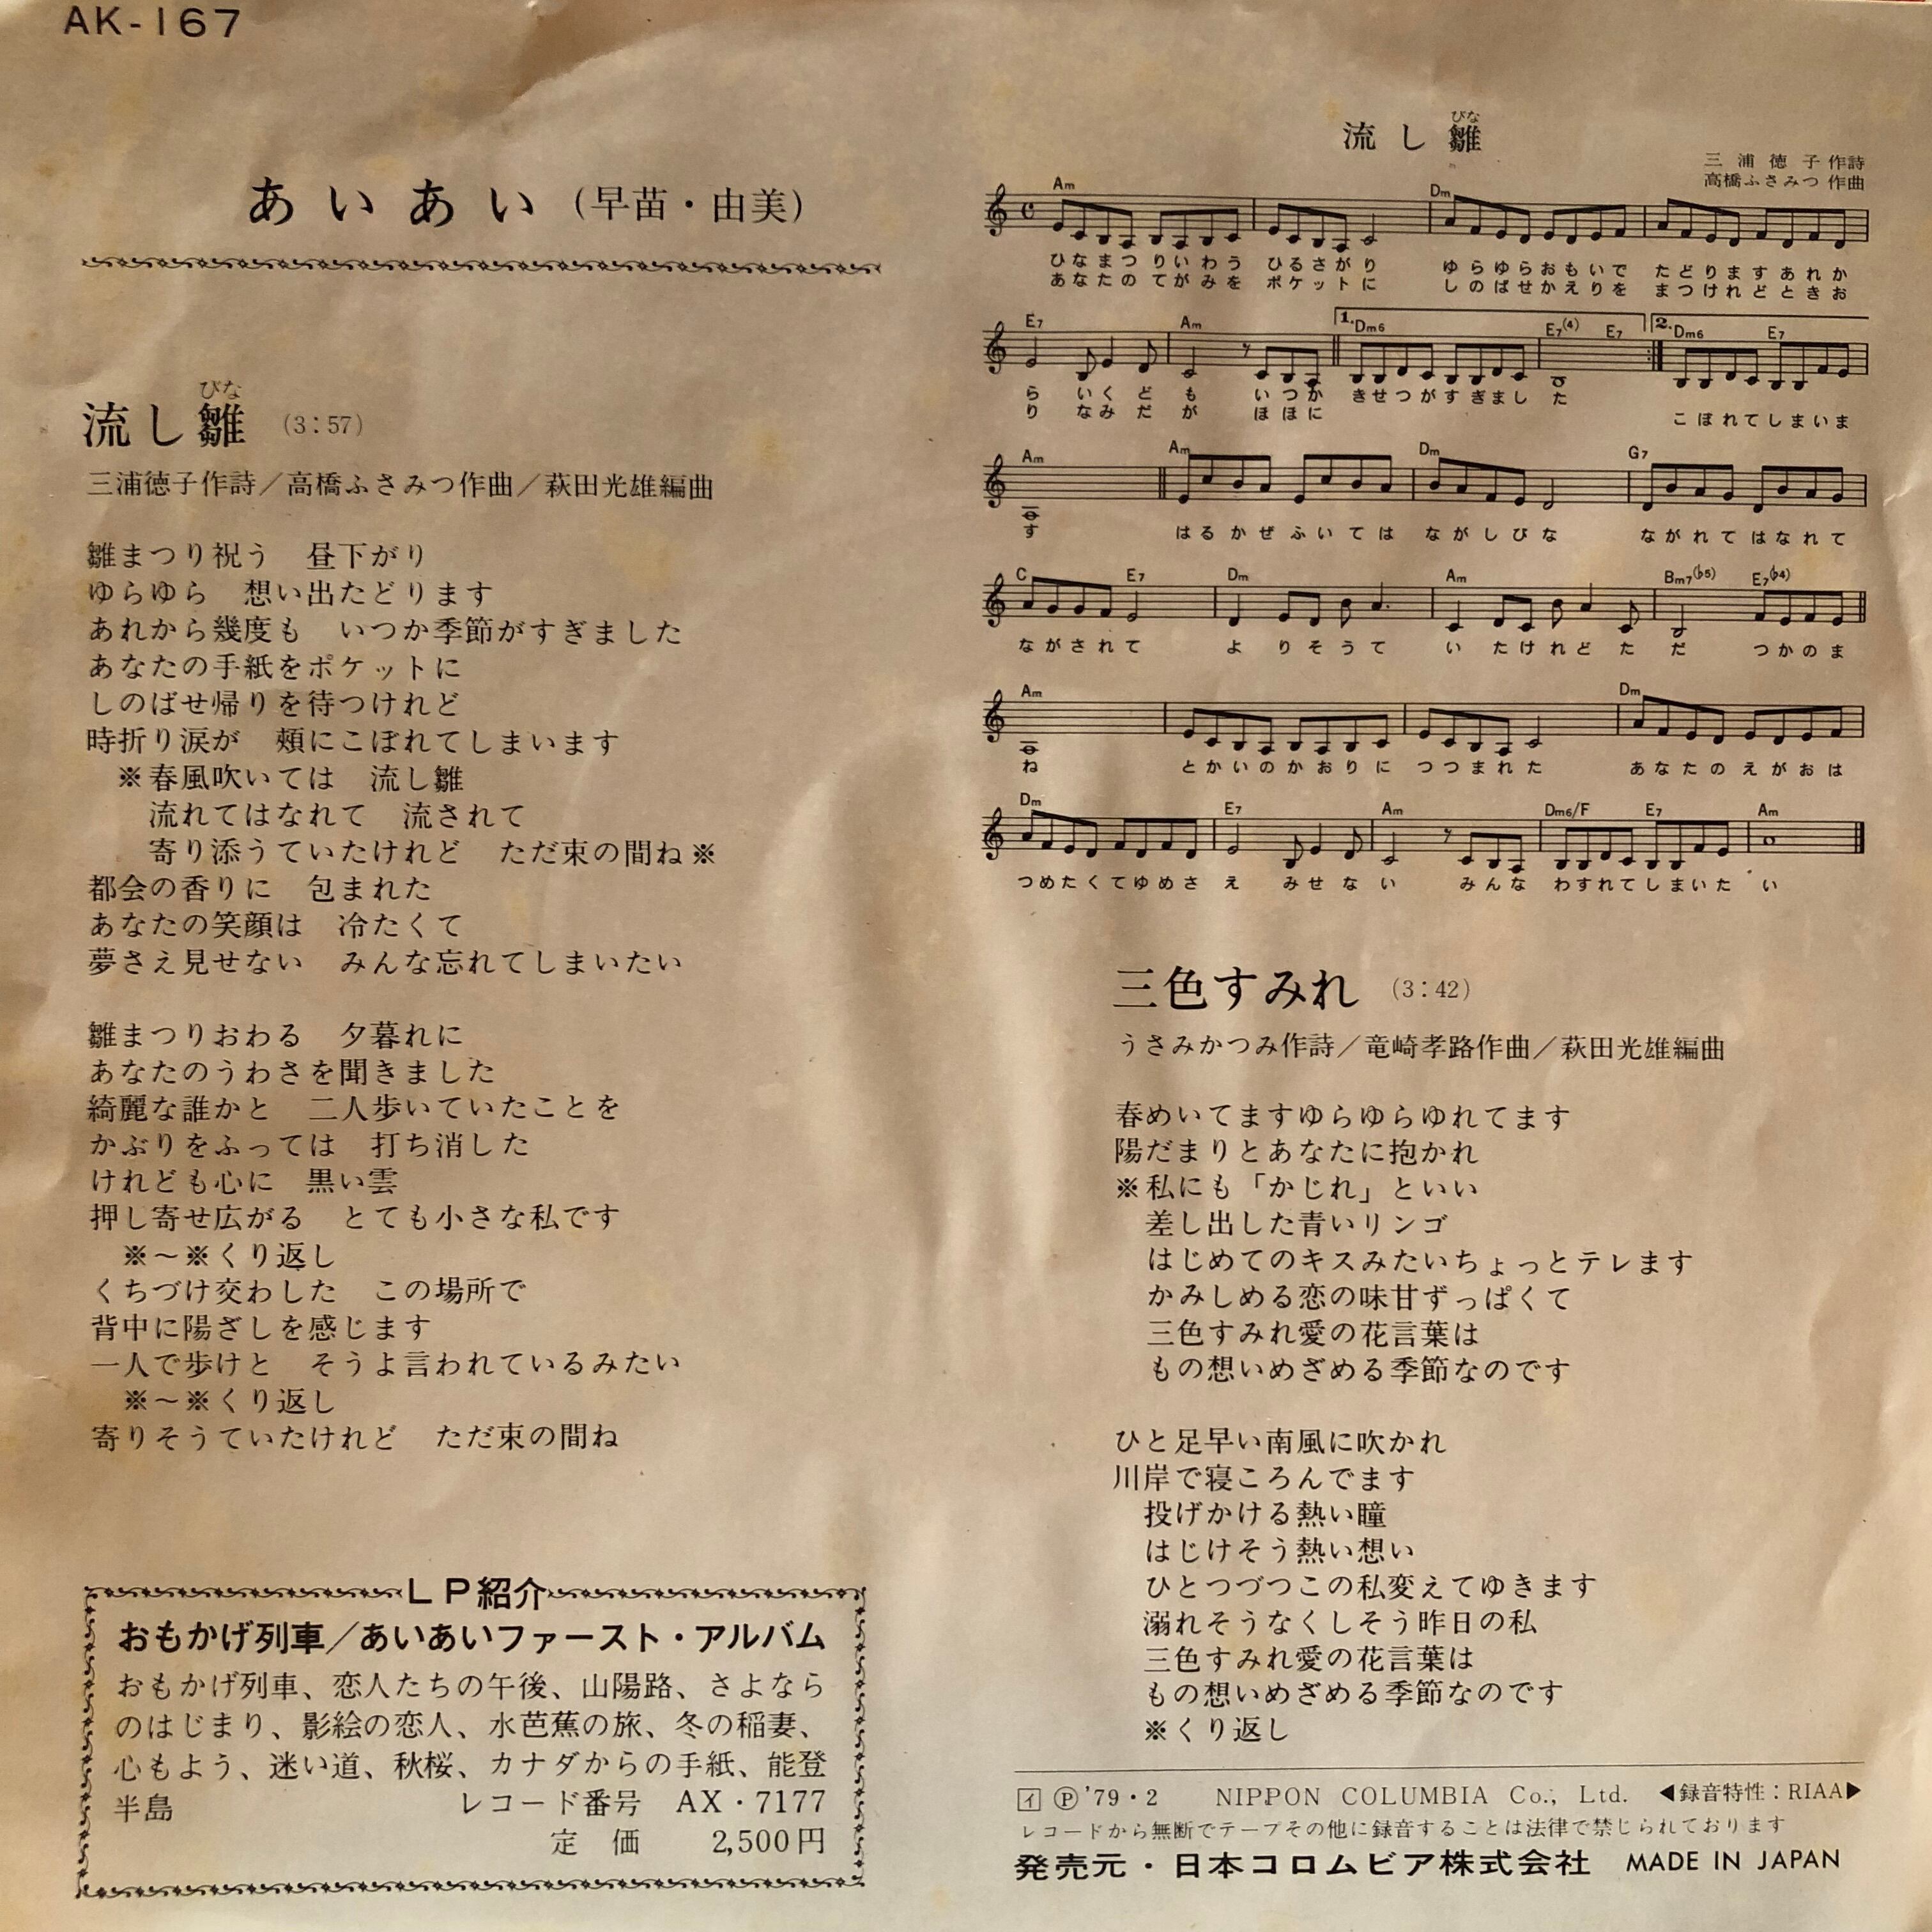 AK-167
あいあい(早苗・由美)
びな
流し雛 (3:57)
三浦徳子作詩/高橋ふさみつ作曲/萩田光雄編曲
雛まつり祝う 昼下がり
ゆらゆら 想い出たどります
あれから幾度も いつか季節がすぎました
あなたの手紙をポケットに
しのばせ帰りを待つけれど
時折り涙が 頬にこぼれてしまいます
※春風吹いては 流し雛
流れてはなれて 流されて
寄り添うていたけれど ただ束の間ね※
都会の香りに 包まれた
あなたの笑顔は 冷たくて
夢さえ見せない みんな忘れてしまいたい
雛まつりおわる 夕暮れに
あなたのうわさを聞きました
綺麗な誰かと 二人歩いていたことを
かぶりをふっては 打ち消した
けれども心に 黒い雲
押し寄せ広がる とても小さな私です
※～※くり返し
くちづけ交わした この場所で
背中に陽ざしを感じます
一人で歩けと そうよ言われているみたい
※～※くり返し
寄りそうていたけれど ただ束の間ね
LP紹介
おもかげ列車/あいあいファースト・アルバム
おもかげ列車、恋人たちの午後、山陽路、さよなら
のはじまり、影絵の恋人、水芭蕉の旅、冬の稲妻、
心もよう、迷い道、秋桜、カナダからの手紙、能登
半島 レコード番号 AX・7177
定 価 2,500円
びな
流し雛
三浦徳子 作詩
高橋ふさみつ 作曲
Am Dm
ひなまつりいわう ひるさがり ゆらゆらおもいで たどりますあれか
あなたのてがみを ポケットに しのばせかえりを まつけれどときお
E7 Am 1. Dm6 E7(4) E7 2. Dm6 E7
ら いくども いつか きせつがすぎました
り なみだが ほほに こぼれてしまいま
Am Am Dm G7
す はるかぜふいては ながしびな ながれてはなれて
C E7 Dm Am Bm7(♭5) E7(♭4)
ながされて よりそうて いたけれどた だ つかのま
Am Dm
ね とかいのかおりに つつまれた あなたのえがおは
Dm E7 Am Dm6/F E7 Am
つめたくてゆめさ え みせない みんな わすれてしまいた い
三色すみれ (3:42)
うさみかつみ作詩/竜崎孝路作曲/萩田光雄編曲
春めいてますゆらゆらゆれてます
陽だまりとあなたに抱かれ
※私にも「かじれ」といい
差し出した青いリンゴ
はじめてのキスみたいちょっとテレます
かみしめる恋の味甘ずっぱくて
三色すみれ愛の花言葉は
もの想いめざめる季節なのです
ひと足早い南風に吹かれ
川岸で寝ころんでます
投げかける熱い瞳
はじけそう熱い想い
ひとつづつこの私変えてゆきます
溺れそうなくしそう昨日の私
三色すみれ愛の花言葉は
もの想いめざめる季節なのです
※くり返し
イ Ⓟ'79・2 NIPPON COLUMBIA Co., Ltd. ◀録音特性:RIAA▶
レコードから無断でテープその他に録音することは法律で禁じられております
発売元・日本コロムビア株式会社 MADE IN JAPAN